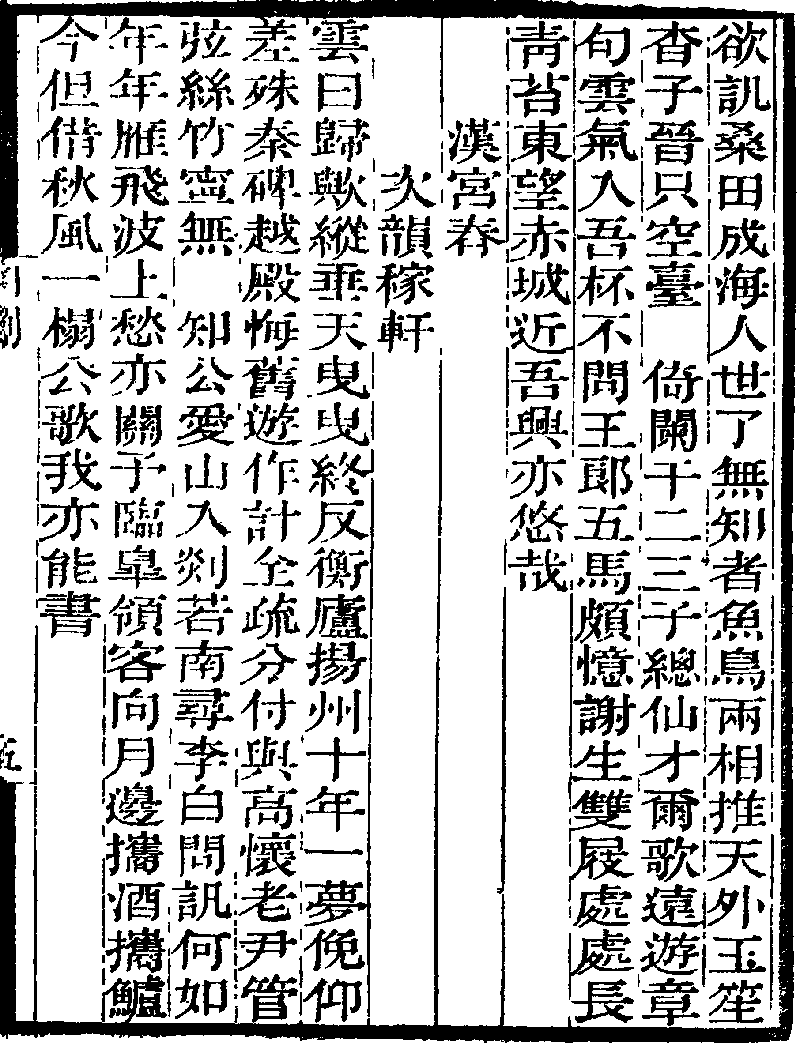 欲訊桑田成海人世了無知者魚鳥兩相推天外玉笙
杳子晉只空臺　倚闌干二三子總仙才爾歌遠遊章
句雲氣入吾杯不問王郎五馬頗憶謝生雙屐處處長
靑苔東望赤城近吾興亦悠哉
漢宮春
次韻稼軒
雲曰歸歟縱垂天曳曳終反衡廬揚州十年一夢俛仰
差殊秦碑越殿悔舊遊作計全疏分付與高懷老尹管
弦絲竹寍無　知公愛山入剡若南尋李白問訊何如
年年雁飛波上愁亦關予臨皐領客向月邊攜酒攜鱸
今但借秋風一榻公歌我亦能書